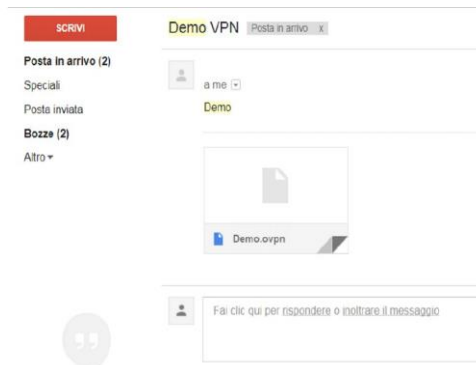 SCRIVI
Demo VPN Posta in arrivo x
Posta in arrivo (2)
Speciali
Posta inviata
Bozze (2)
Altro
a me
Demo
Demo.ovpn
Fai clic qui per rispondere o inoltrare il messaggio